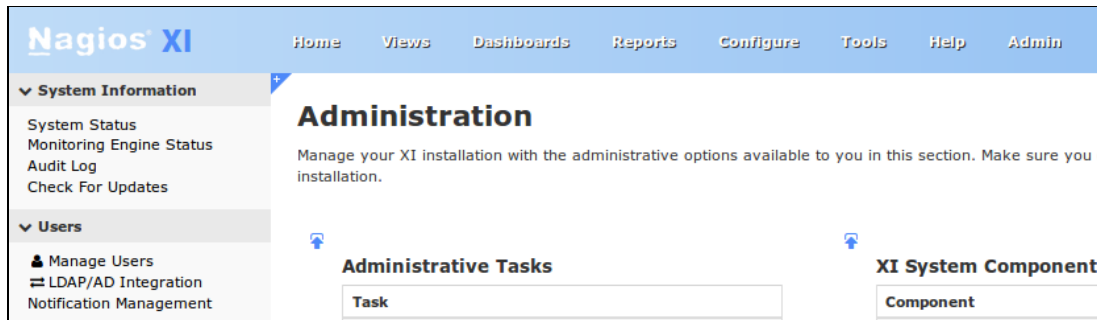 Nagios® XI
Home Views Dashboards Reports Configure Tools Help Admin
System Information
System Status
Monitoring Engine Status
Audit Log
Check For Updates
Users
Manage Users
LDAP/AD Integration
Notification Management
Administration
Manage your XI installation with the administrative options available to you in this section. Make sure you
installation.
Administrative Tasks
Task
XI System Component
Component